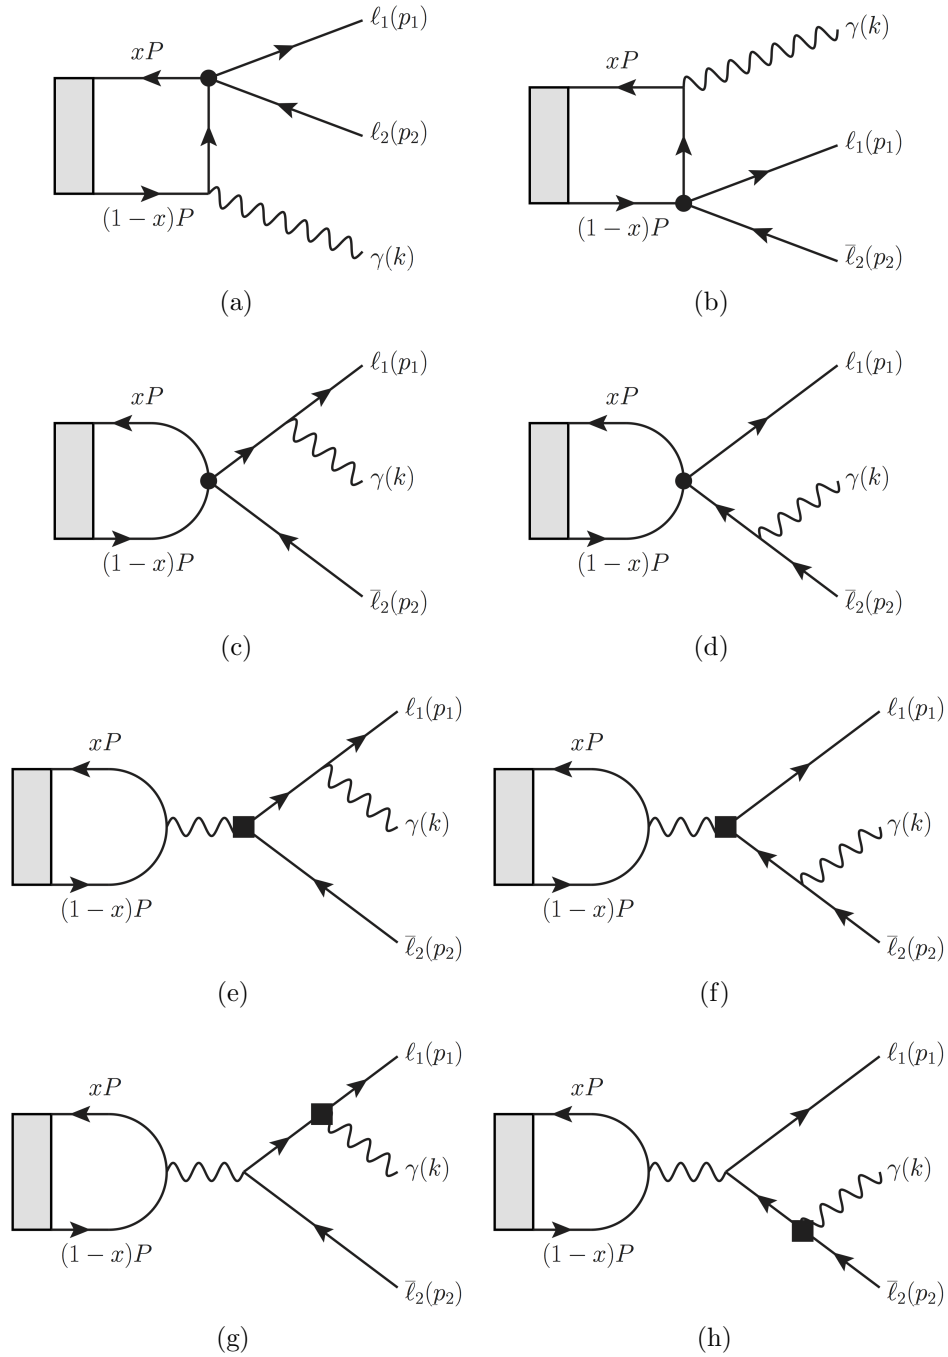 ℓ₁(p₁)
xP
ℓ₂(p₂)
(1 − x)P
γ(k)
(a)
γ(k)
xP
ℓ₁(p₁)
(1 − x)P
ℓ̅₂(p₂)
(b)
ℓ₁(p₁)
xP
γ(k)
(1 − x)P
ℓ̅₂(p₂)
(c)
ℓ₁(p₁)
xP
γ(k)
(1 − x)P
ℓ̅₂(p₂)
(d)
ℓ₁(p₁)
xP
γ(k)
(1 − x)P
ℓ̅₂(p₂)
(e)
ℓ₁(p₁)
xP
γ(k)
(1 − x)P
ℓ̅₂(p₂)
(f)
ℓ₁(p₁)
xP
γ(k)
(1 − x)P
ℓ̅₂(p₂)
(g)
ℓ₁(p₁)
xP
γ(k)
(1 − x)P
ℓ̅₂(p₂)
(h)